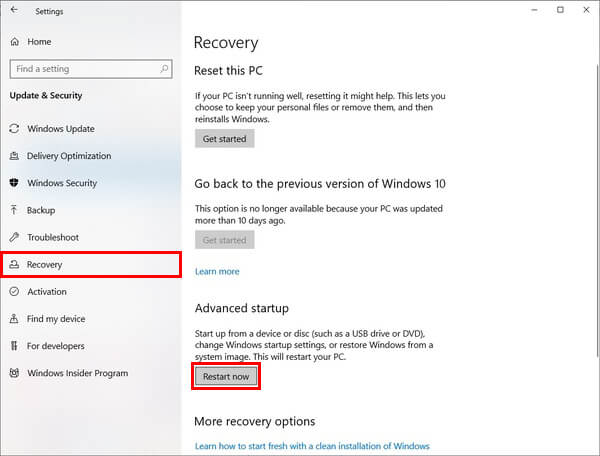 Settings
Home
Find a setting
Update & Security
Windows Update
Delivery Optimization
Windows Security
Backup
Troubleshoot
Recovery
Activation
Find my device
For developers
Windows Insider Program
Recovery
Reset this PC
If your PC isn't running well, resetting it might help. This lets you
choose to keep your personal files or remove them, and then
reinstalls Windows.
Get started
Go back to the previous version of Windows 10
This option is no longer available because your PC was updated
more than 10 days ago.
Get started
Learn more
Advanced startup
Start up from a device or disc (such as a USB drive or DVD),
change Windows startup settings, or restore Windows from a
system image. This will restart your PC.
Restart now
More recovery options
Learn how to start fresh with a clean installation of Windows